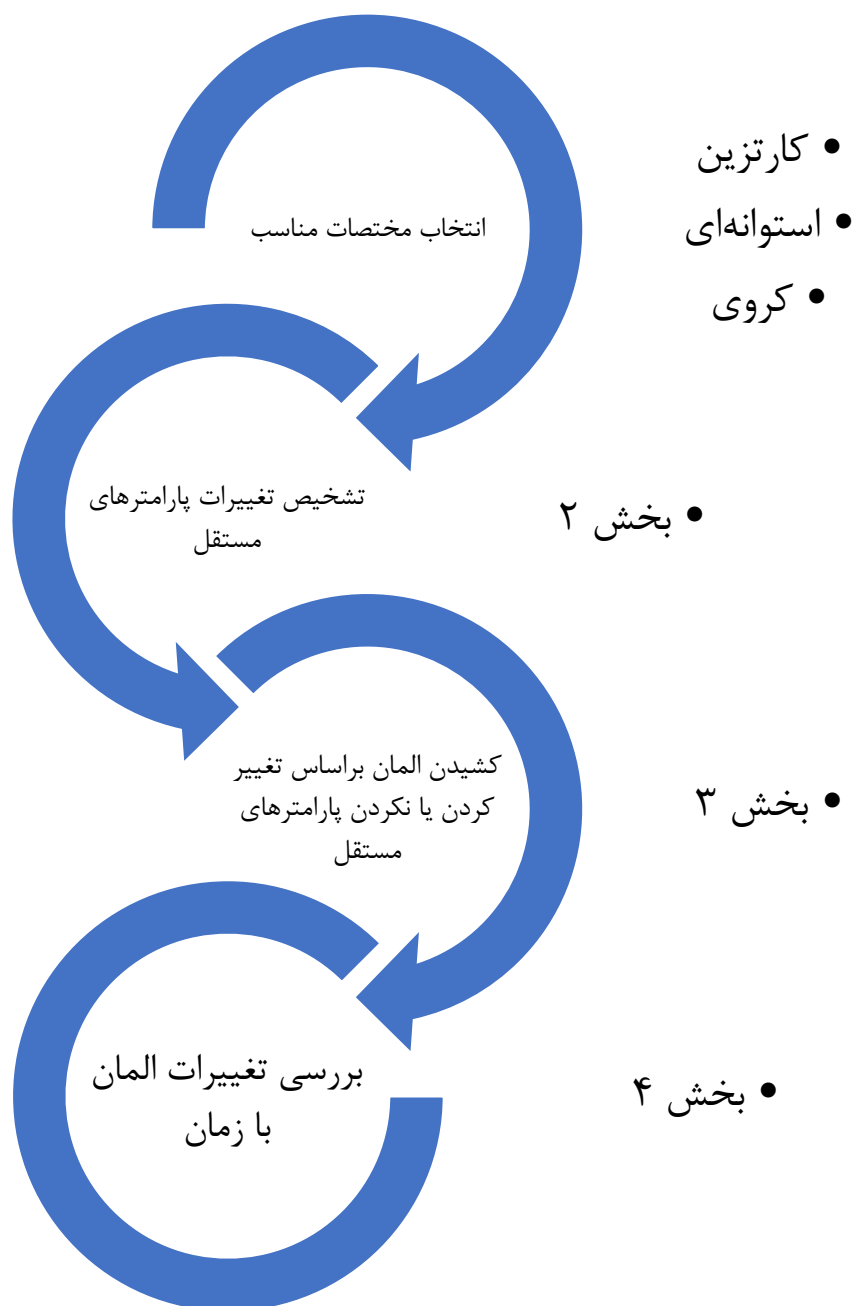 انتخاب مختصات مناسب
• کارتزین
• استوانه‌ای
• کروی
تشخیص تغییرات پارامترهای
مستقل
• بخش ۲
کشیدن المان براساس تغییر
کردن یا نکردن پارامترهای
مستقل
• بخش ۳
بررسی تغییرات المان
با زمان
• بخش ۴